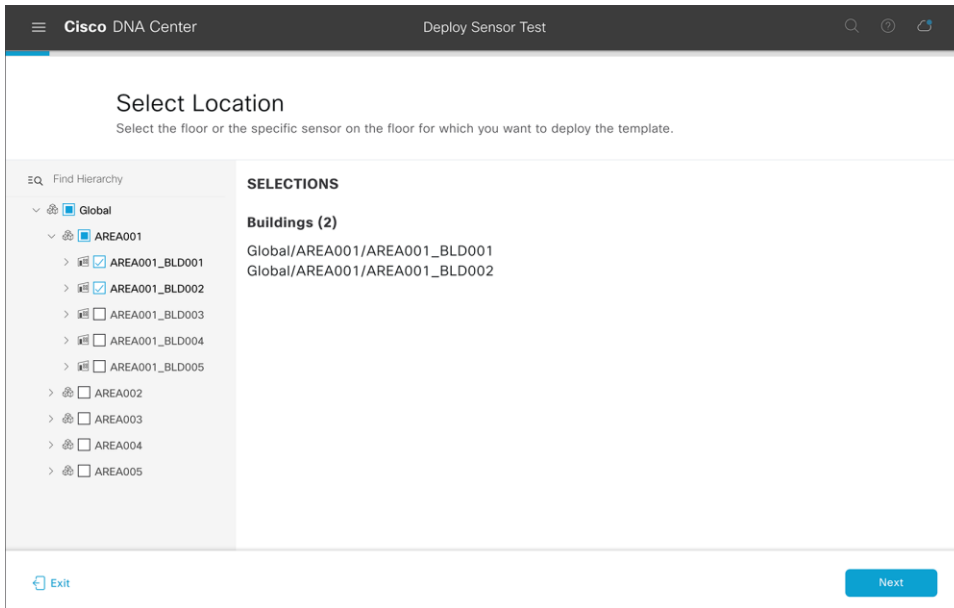 Cisco DNA Center
Deploy Sensor Test
Select Location
Select the floor or the specific sensor on the floor for which you want to deploy the template.
Find Hierarchy
Global
AREA001
AREA001_BLD001
AREA001_BLD002
AREA001_BLD003
AREA001_BLD004
AREA001_BLD005
AREA002
AREA003
AREA004
AREA005
SELECTIONS
Buildings (2)
Global/AREA001/AREA001_BLD001
Global/AREA001/AREA001_BLD002
Exit
Next